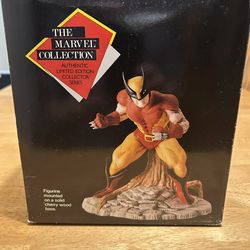 THE
MARVEL
COLLECTION
AUTHENTIC
LIMITED EDITION
COLLECTOR
SERIES
Figurine
mounted
on a solid
cherry wood
base.